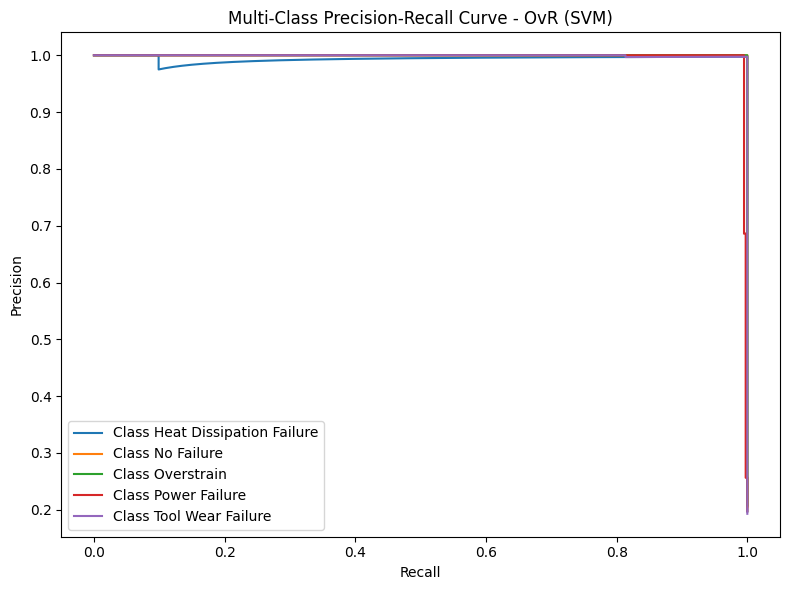 Multi-Class Precision-Recall Curve - OvR (SVM)
1.0
0.9
0.8
0.7
0.6
0.5
0.4
0.3
0.2
Precision
Class Heat Dissipation Failure
Class No Failure
Class Overstrain
Class Power Failure
Class Tool Wear Failure
0.0 0.2 0.4 0.6 0.8 1.0
Recall